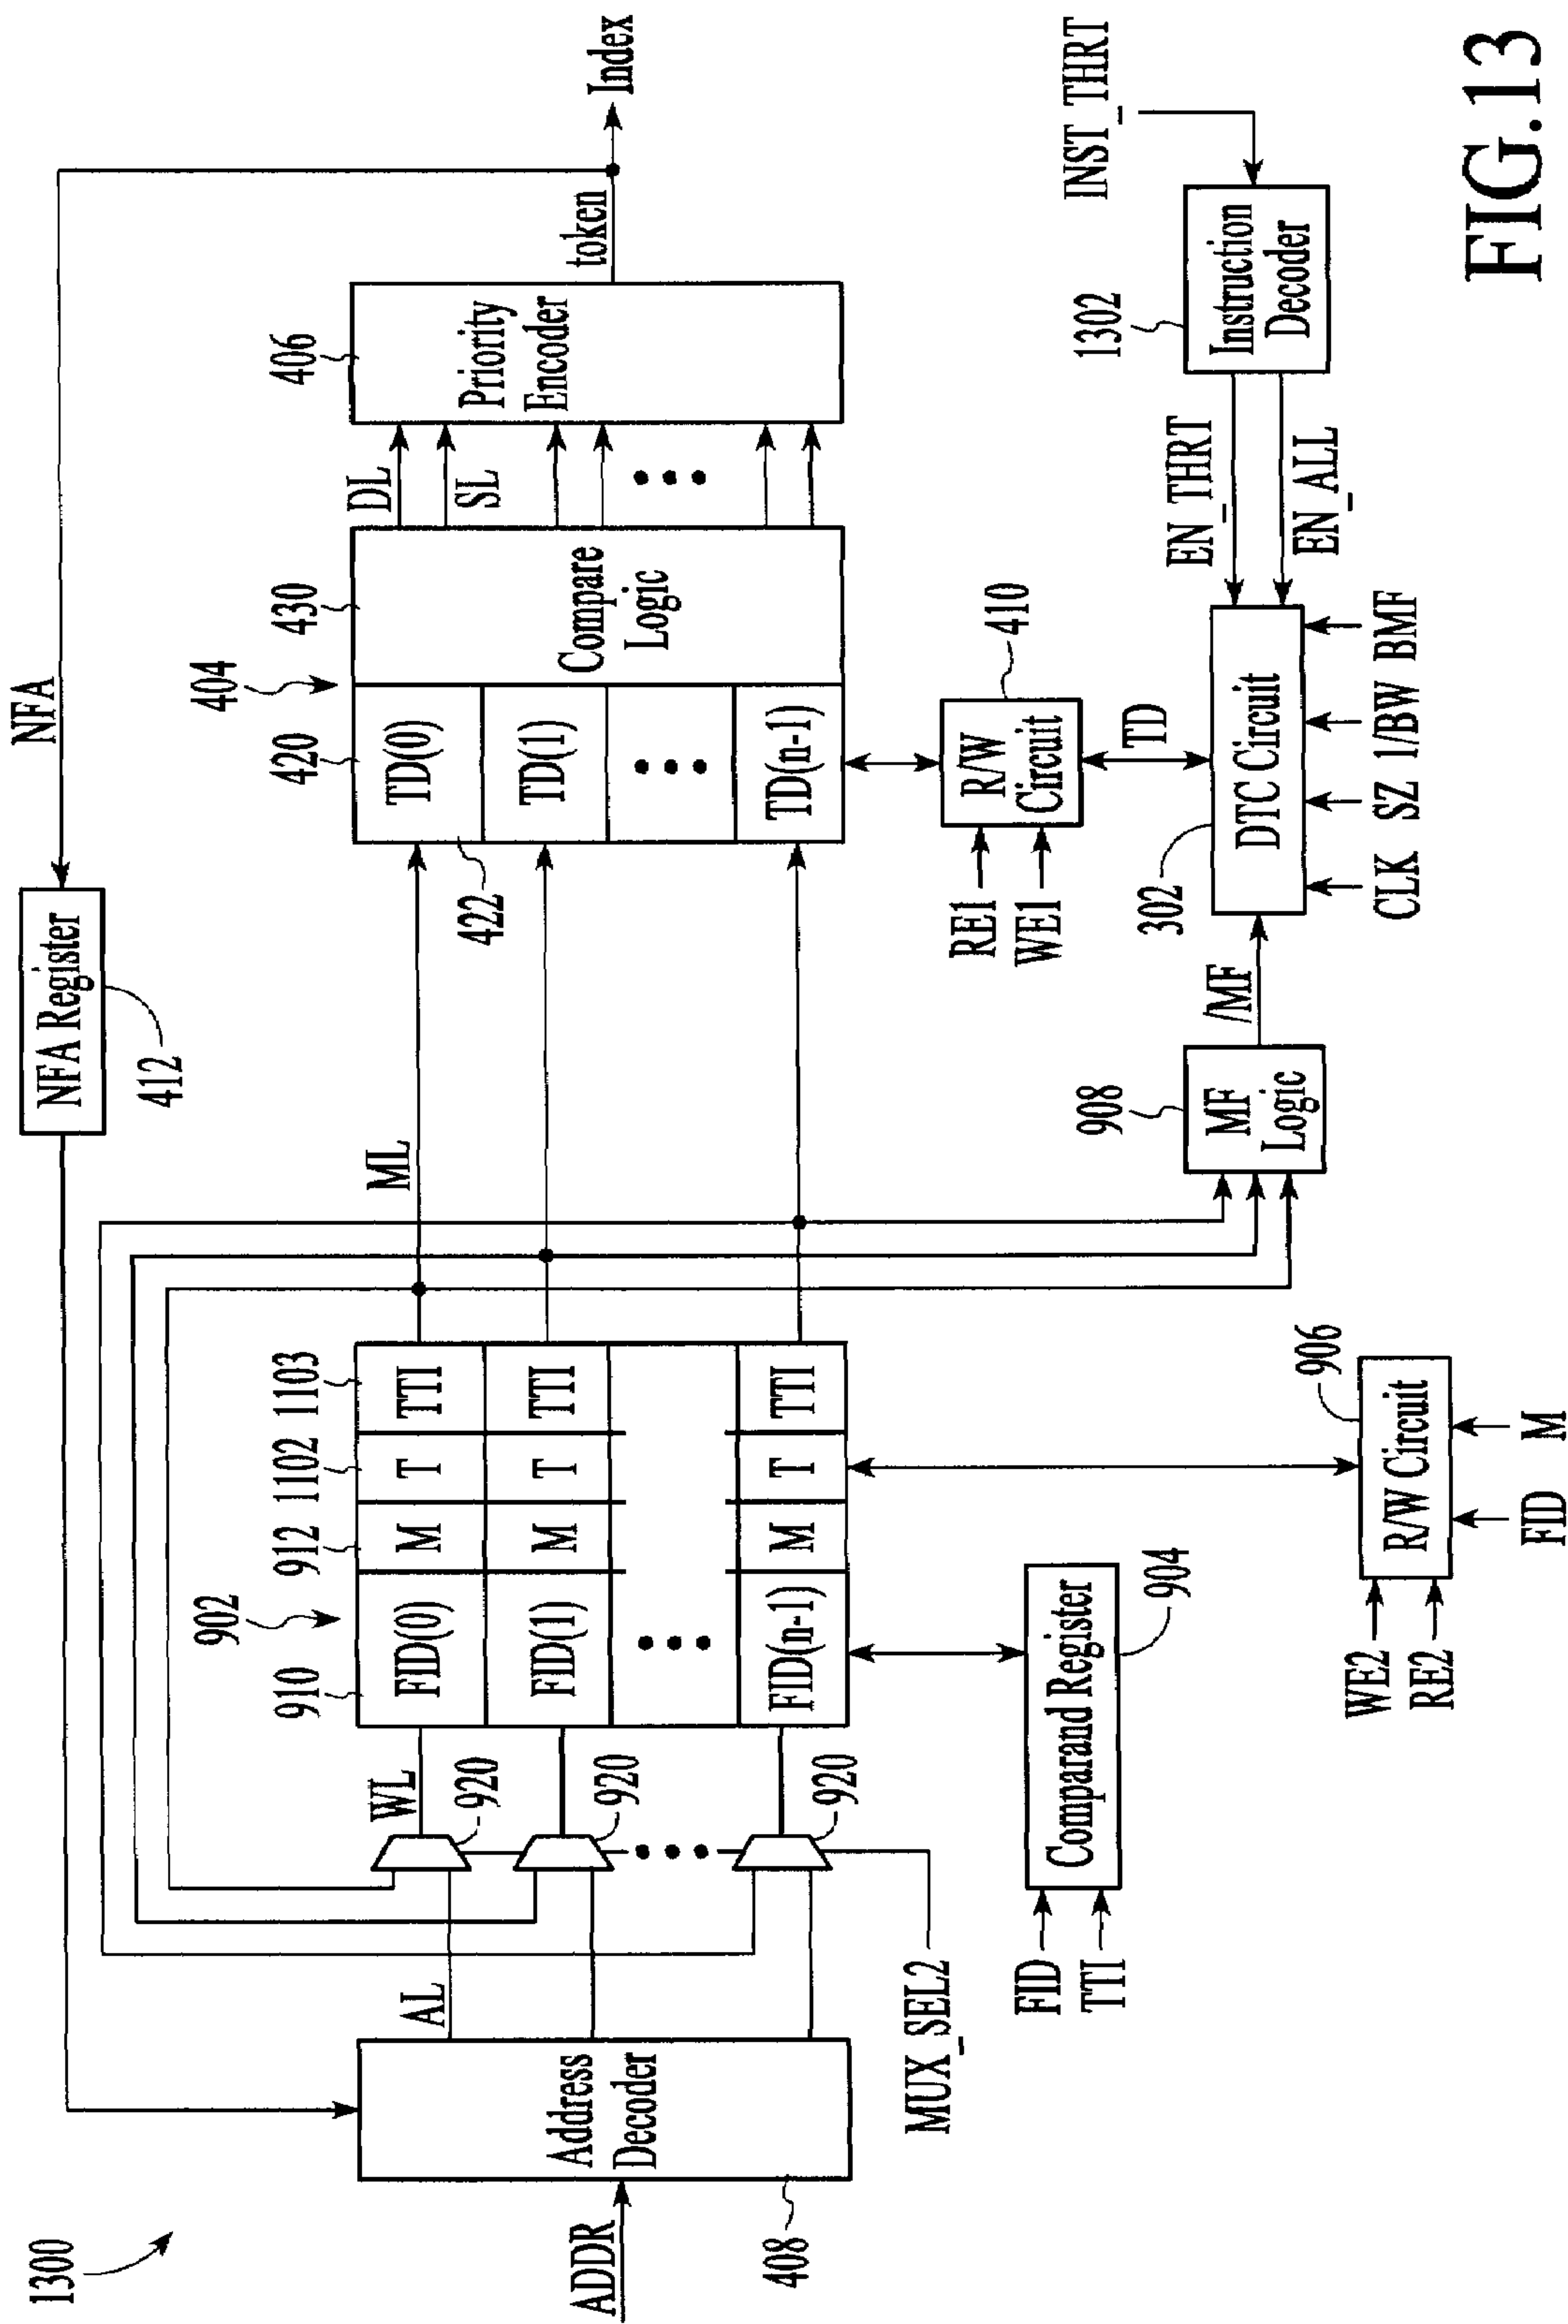 1300
NFA
NFA Register
412
ADDR
Address
Decoder
408
AL
WL
920
920
920
MUX_SEL2
910
902
912
1102
1103
FID(0)
M
T
TTI
FID(1)
M
T
TTI
FID(n-1)
M
T
TTI
ML
420
404
430
TD(0)
TD(1)
TD(n-1)
422
Compare
Logic
DL
SL
406
Priority
Encoder
token
Index
FID
TTI
Comparand Register
904
WE2
RE2
R/W Circuit
906
FID
M
908
MF
Logic
/MF
RE1
WE1
R/W
Circuit
410
TD
302
DTC Circuit
CLK
SZ
1/BW
BMF
EN_THRT
EN_ALL
1302
Instruction
Decoder
INST_THRT
FIG.13